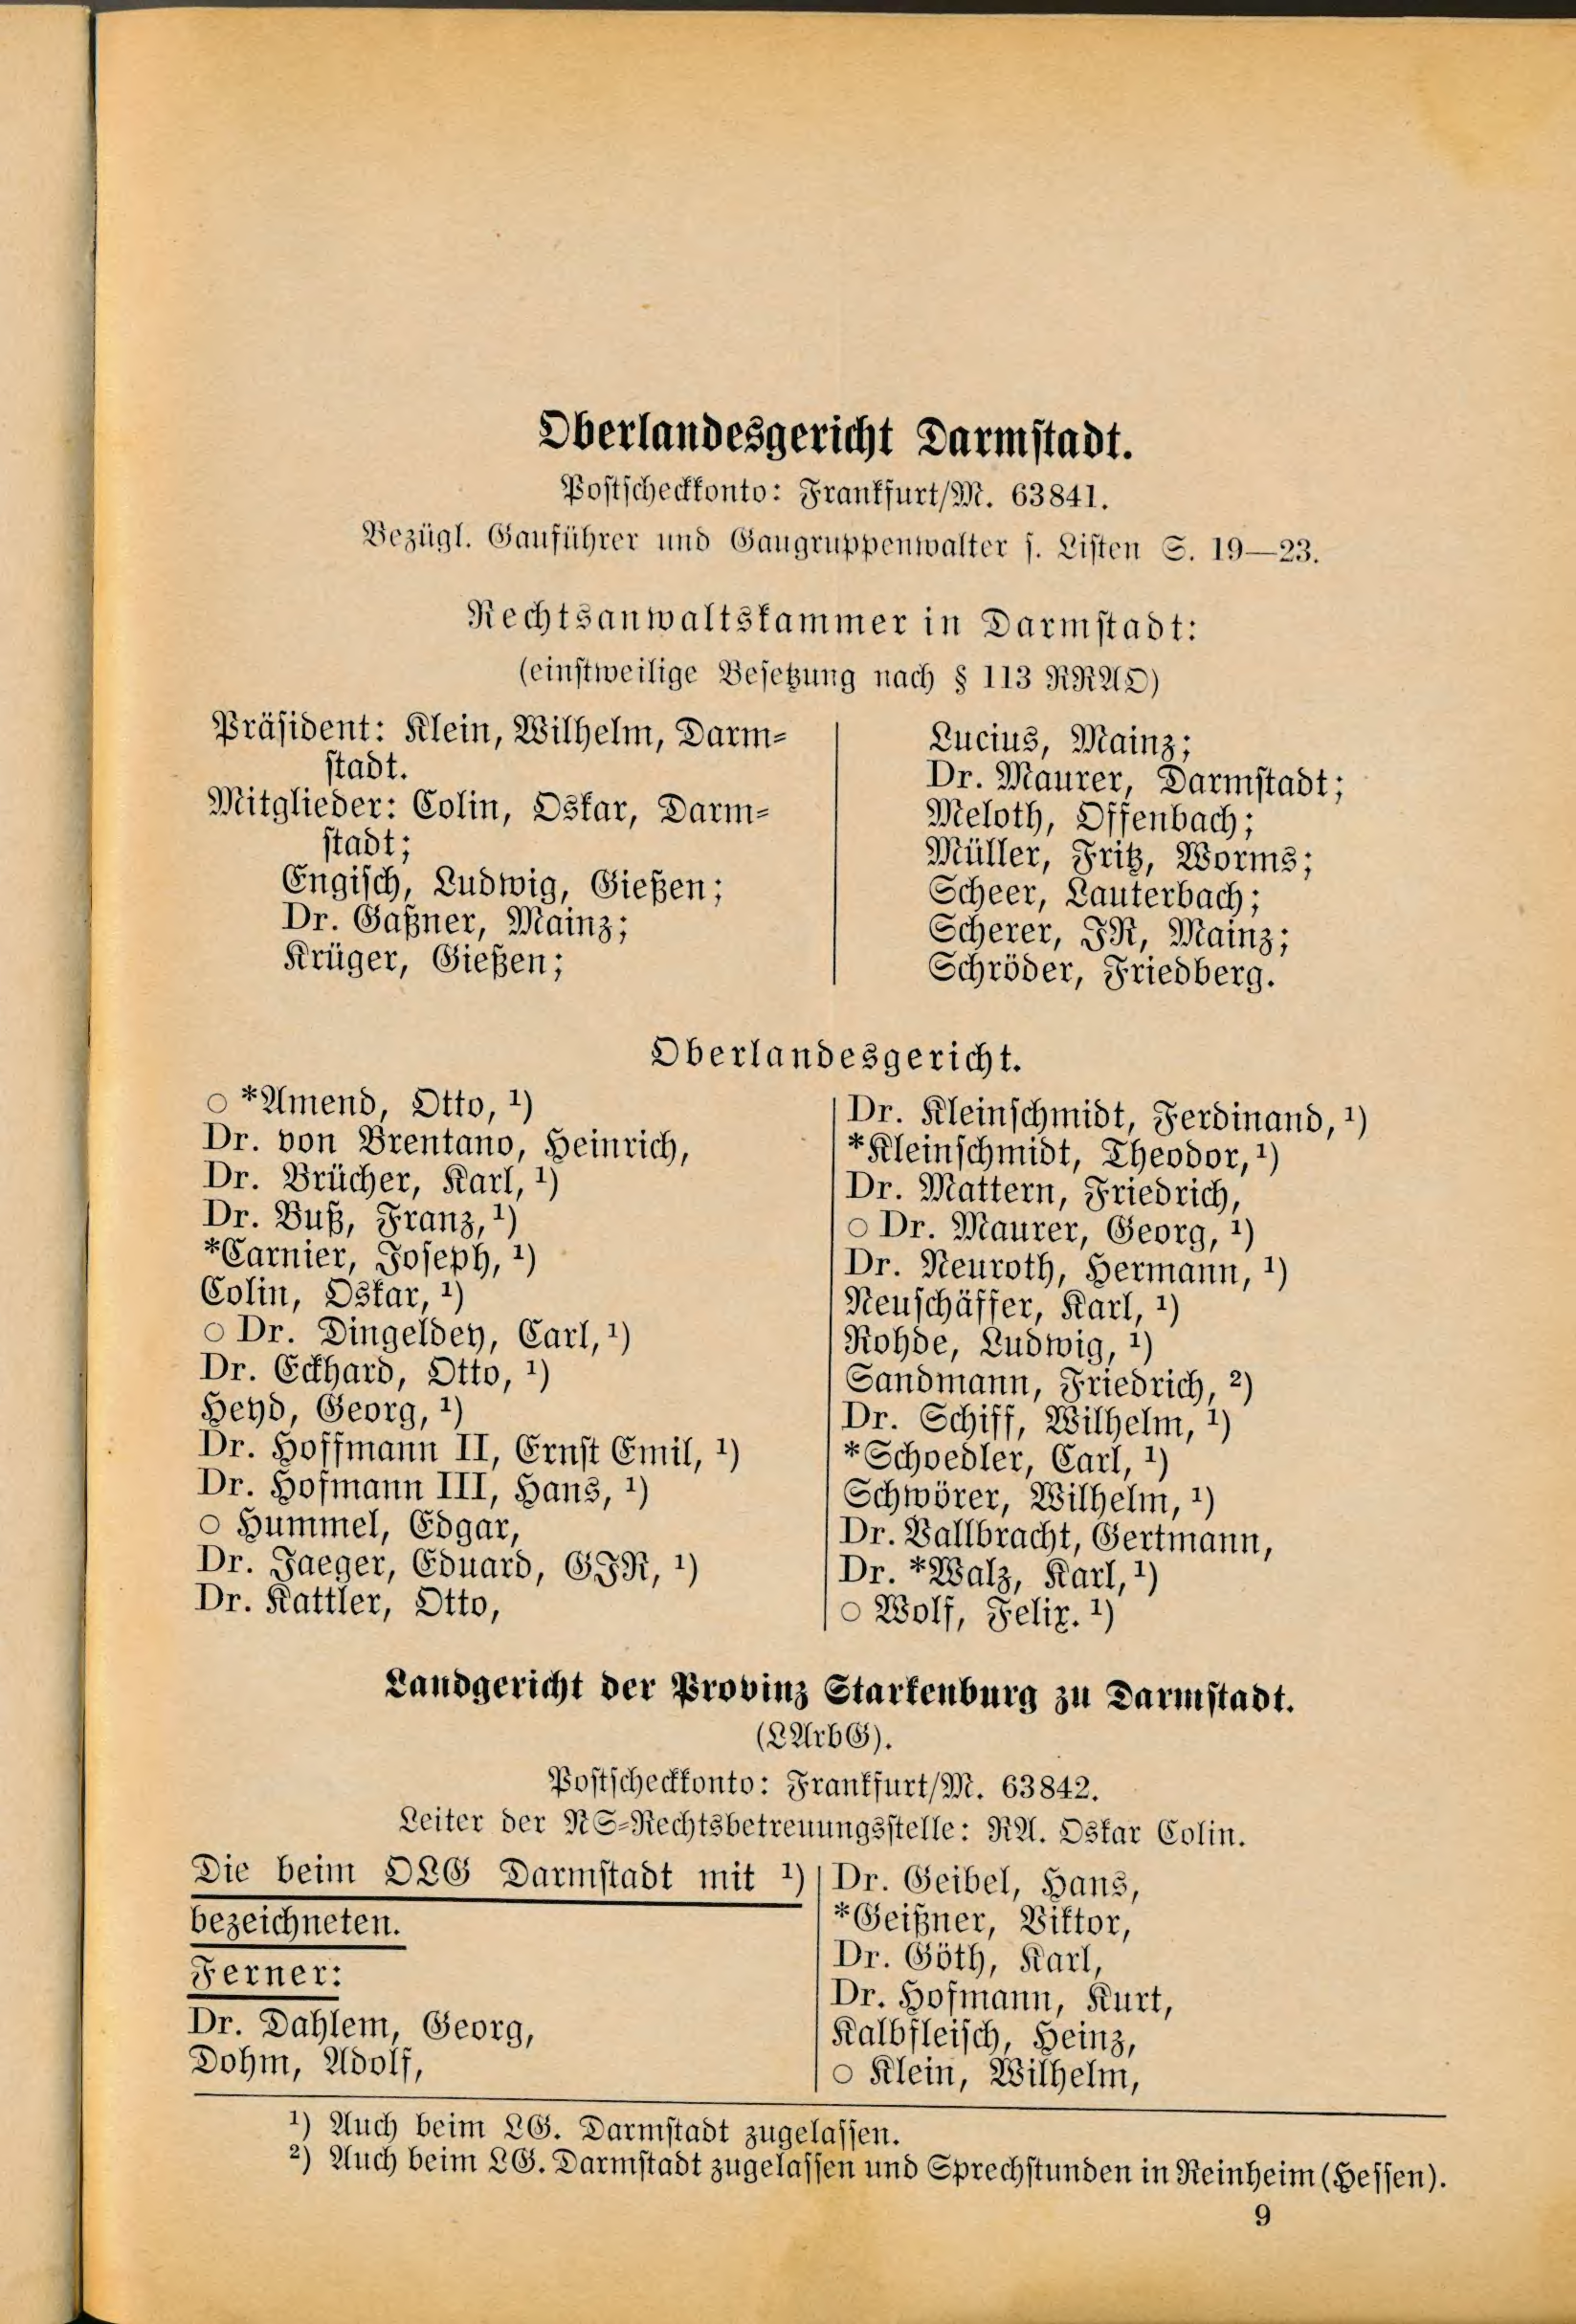 Oberlandesgericht Darmstadt.
Postscheckkonto: Frankfurt/M. 63841.
Bezügl. Gauführer und Gaugruppenwalter s. Listen S. 19—23.
Rechtsanwaltskammer in Darmstadt:
(einstweilige Besetzung nach § 113 RRAO)
Präsident: Klein, Wilhelm, Darm-
stadt.
Mitglieder: Colin, Oskar, Darm-
stadt;
Engisch, Ludwig, Gießen;
Dr. Gaßner, Mainz;
Krüger, Gießen;
Lucius, Mainz;
Dr. Maurer, Darmstadt;
Meloth, Offenbach;
Müller, Fritz, Worms;
Scheer, Lauterbach;
Scherer, JR, Mainz;
Schröder, Friedberg.
Oberlandesgericht.
○ *Amend, Otto, ¹)
Dr. von Brentano, Heinrich,
Dr. Brücher, Karl, ¹)
Dr. Buß, Franz, ¹)
*Carnier, Joseph, ¹)
Colin, Oskar, ¹)
○ Dr. Dingeldey, Carl, ¹)
Dr. Eckhard, Otto, ¹)
Heyd, Georg, ¹)
Dr. Hoffmann II, Ernst Emil, ¹)
Dr. Hofmann III, Hans, ¹)
○ Hummel, Edgar,
Dr. Jaeger, Eduard, GJR, ¹)
Dr. Kattler, Otto,
Dr. Kleinschmidt, Ferdinand, ¹)
*Kleinschmidt, Theodor, ¹)
Dr. Mattern, Friedrich,
○ Dr. Maurer, Georg, ¹)
Dr. Neuroth, Hermann, ¹)
Neuschäffer, Karl, ¹)
Rohde, Ludwig, ¹)
Sandmann, Friedrich, ²)
Dr. Schiff, Wilhelm, ¹)
*Schoedler, Carl, ¹)
Schwörer, Wilhelm, ¹)
Dr. Vallbracht, Gertmann,
Dr. *Walz, Karl, ¹)
○ Wolf, Felix. ¹)
Landgericht der Provinz Starkenburg zu Darmstadt.
(LArbG).
Postscheckkonto: Frankfurt/M. 63842.
Leiter der NS-Rechtsbetreuungsstelle: RA. Oskar Colin.
Die beim OLG Darmstadt mit ¹)
bezeichneten.
Ferner:
Dr. Dahlem, Georg,
Dohm, Adolf,
Dr. Geibel, Hans,
*Geißner, Viktor,
Dr. Göth, Karl,
Dr. Hofmann, Kurt,
Kalbfleisch, Heinz,
○ Klein, Wilhelm,
¹) Auch beim LG. Darmstadt zugelassen.
²) Auch beim LG. Darmstadt zugelassen und Sprechstunden in Reinheim (Hessen).
9